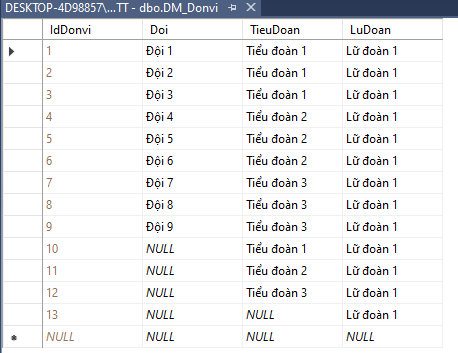 DESKTOP-4D98857\...TT - dbo.DM_Donvi
IdDonvi Doi TieuDoan LuDoan
1 Đội 1 Tiểu đoàn 1 Lữ đoàn 1
2 Đội 2 Tiểu đoàn 1 Lữ đoàn 1
3 Đội 3 Tiểu đoàn 1 Lữ đoàn 1
4 Đội 4 Tiểu đoàn 2 Lữ đoàn 1
5 Đội 5 Tiểu đoàn 2 Lữ đoàn 1
6 Đội 6 Tiểu đoàn 2 Lữ đoàn 1
7 Đội 7 Tiểu đoàn 3 Lữ đoàn 1
8 Đội 8 Tiểu đoàn 3 Lữ đoàn 1
9 Đội 9 Tiểu đoàn 3 Lữ đoàn 1
10 NULL Tiểu đoàn 1 Lữ đoàn 1
11 NULL Tiểu đoàn 2 Lữ đoàn 1
12 NULL Tiểu đoàn 3 Lữ đoàn 1
13 NULL NULL Lữ đoàn 1
NULL NULL NULL NULL